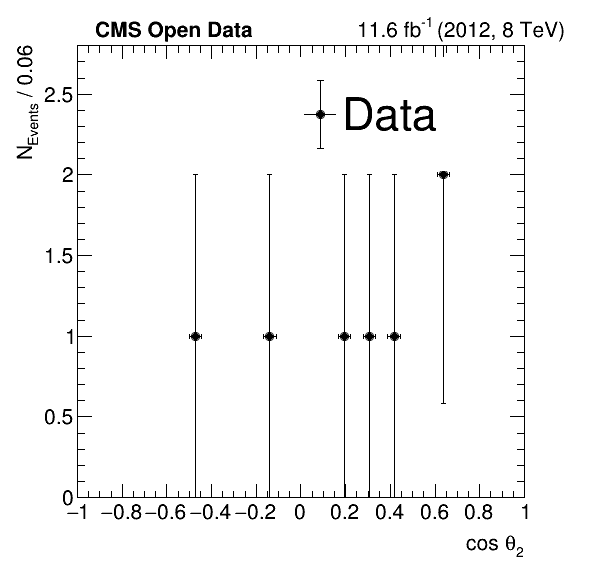 CMS Open Data 11.6 fb⁻¹ (2012, 8 TeV)
N_Events / 0.06
Data
2.5
2
1.5
1
0.5
0
−1 −0.8 −0.6 −0.4 −0.2 0 0.2 0.4 0.6 0.8 1
cos θ₂